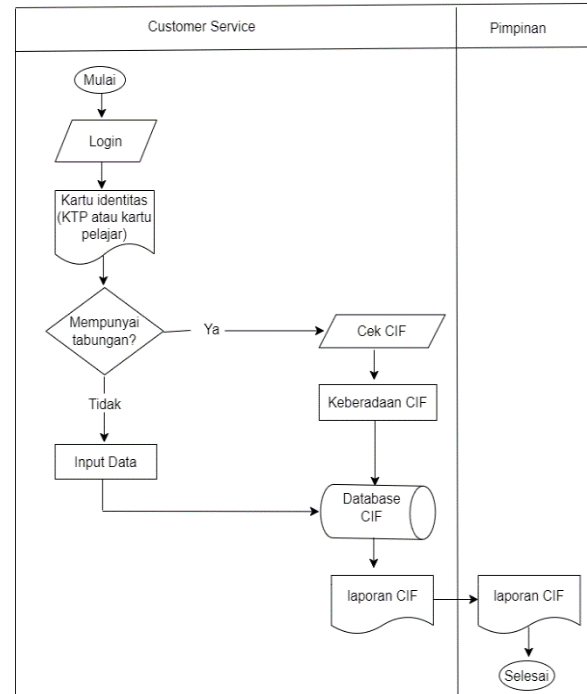 Customer Service
Pimpinan
Mulai
Login
Kartu identitas
(KTP atau kartu
pelajar)
Mempunyai
tabungan?
Ya
Cek CIF
Tidak
Keberadaan CIF
Input Data
Database
CIF
laporan CIF
laporan CIF
Selesai